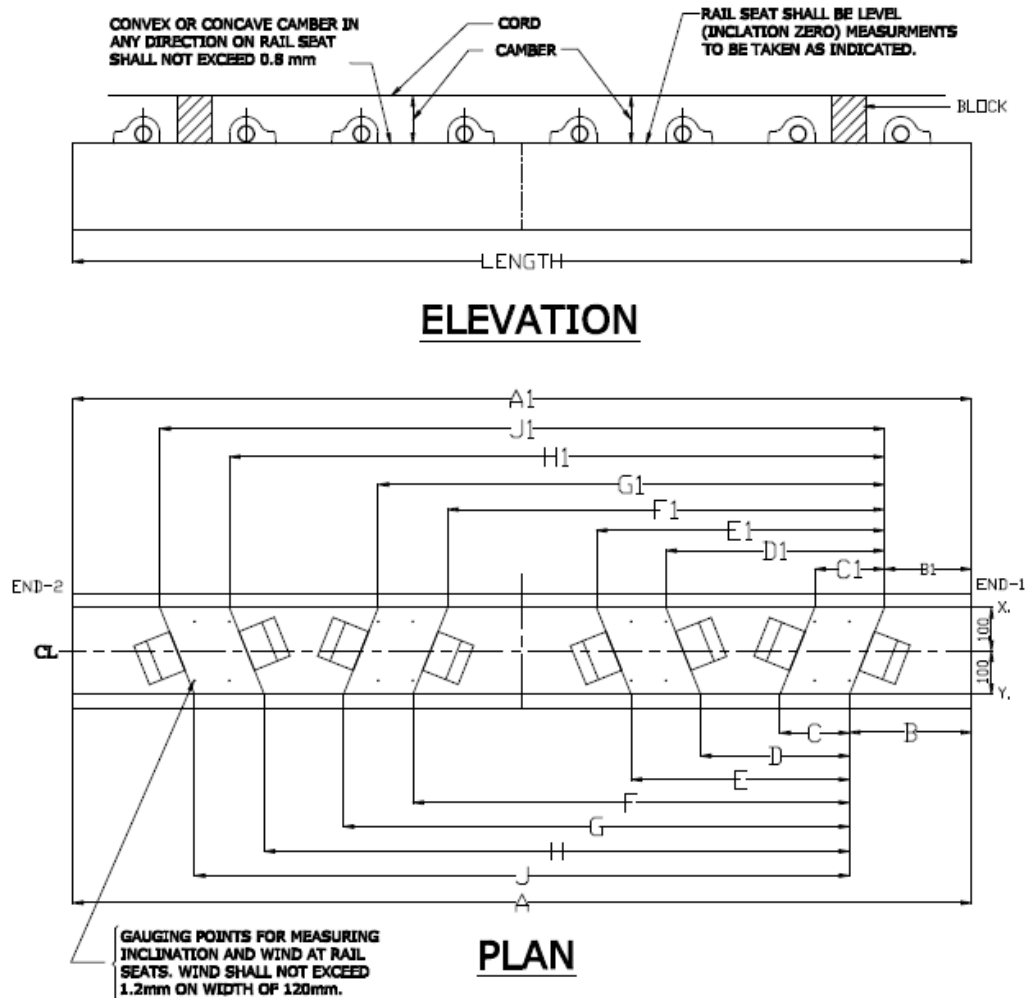 CONVEX OR CONCAVE CAMBER IN
ANY DIRECTION ON RAIL SEAT
SHALL NOT EXCEED 0.8 mm
CORD
CAMBER
RAIL SEAT SHALL BE LEVEL
(INCLATION ZERO) MEASURMENTS
TO BE TAKEN AS INDICATED.
BLOCK
LENGTH
ELEVATION
A1
J1
H1
G1
F1
E1
D1
C1
B1
END-2
END-1
X.
100
CL
100
Y.
C
B
D
E
F
G
H
J
A
GAUGING POINTS FOR MEASURING
INCLINATION AND WIND AT RAIL
SEATS. WIND SHALL NOT EXCEED
1.2mm ON WIDTH OF 120mm.
PLAN